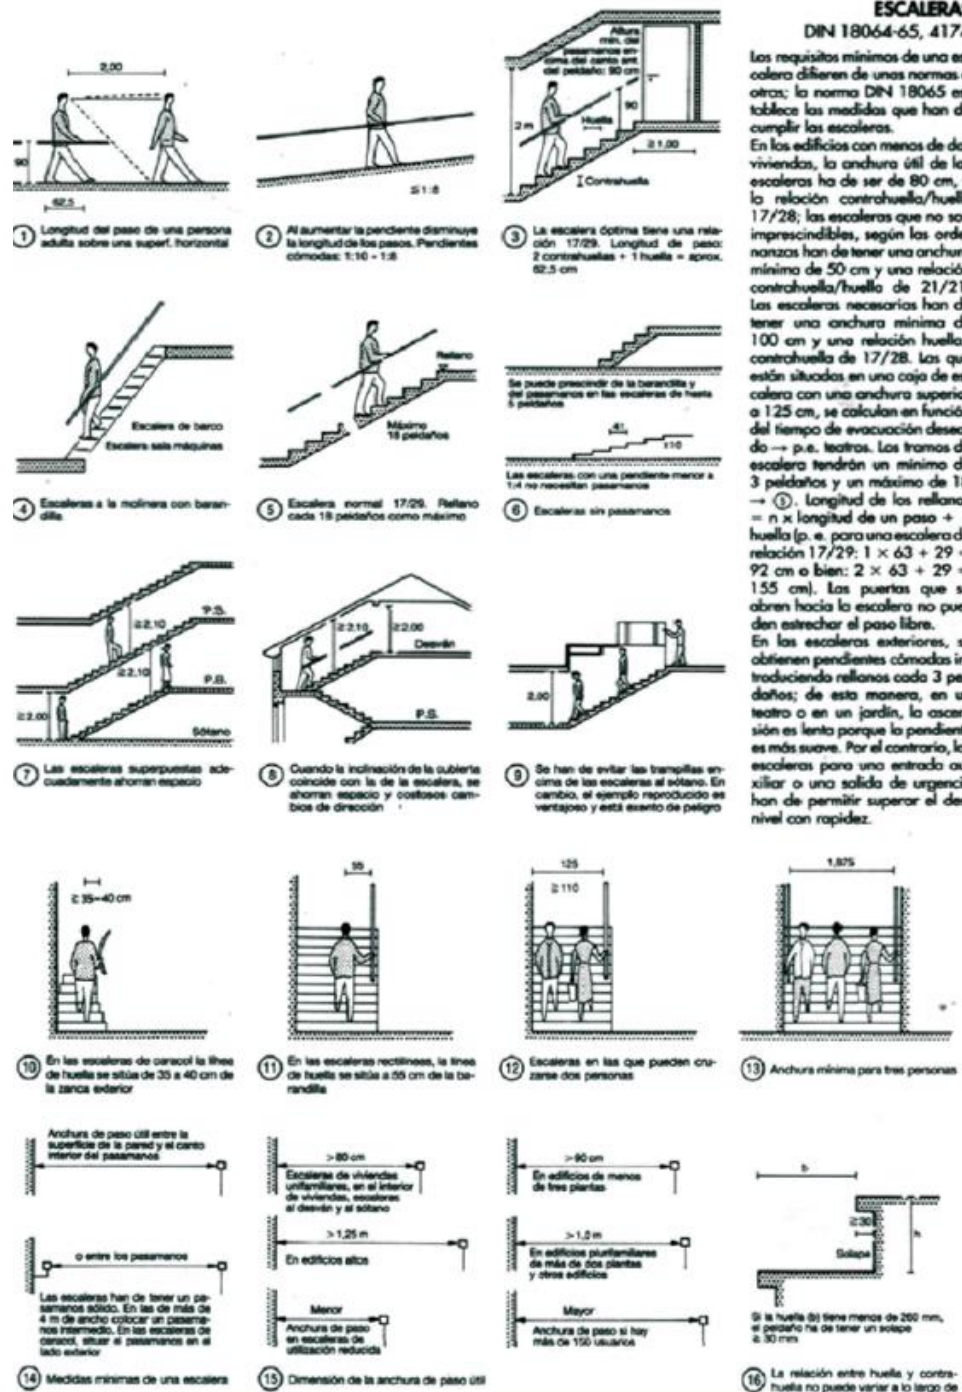 ESCALERA
DIN 18064-65, 417
Los requisitos mínimos de una es
calera difieren de unas normas
otras; la norma DIN 18065 es
tablece las medidas que han d
cumplir las escaleras.
En los edificios con menos de do
viviendas, la anchura útil de la
escaleras ha de ser de 80 cm,
la relación contrahuella/huell
17/28; las escaleras que no so
imprescindibles, según las orde
nanzas han de tener una anchur
mínima de 50 cm y una relació
contrahuella/huella de 21/21
Las escaleras necesarias han d
tener una anchura mínima d
100 cm y una relación huella
contrahuella de 17/28. Las qu
están situadas en una caja de es
calera con una anchura superio
a 125 cm, se calculan en funció
del tiempo de evacuación desea
do → p.e. teatros. Los tramos d
escalera tendrán un mínimo d
3 peldaños y un máximo de 18
→ 5. Longitud de los rellano
= n x longitud de un paso +
huella (p. e. para una escalera d
relación 17/29: 1 × 63 + 29 =
92 cm o bien: 2 × 63 + 29 =
155 cm). Las puertas que s
abren hacia la escalera no pue
den estrechar el paso libre.
En las escaleras exteriores, s
obtienen pendientes cómodas in
troduciendo rellanos cada 3 pel
daños; de esta manera, en u
teatro o en un jardín, la ascen
sión es lenta porque la pendient
es más suave. Por el contrario, la
escaleras para una entrada au
xiliar o una salida de urgenci
han de permitir superar el des
nivel con rapidez.
2,00
90
62,5
1 Longitud del paso de una persona
adulta sobre una superf. horizontal
≤ 1:8
2 Al aumentar la pendiente disminuye
la longitud de los pasos. Pendientes
cómodas: 1:10 - 1:8
Altura
mín. del
pasamanos en-
cima del canto ant.
del peldaño: 90 cm
90
2 m
Huella
≥ 1,00
Contrahuella
3 La escalera óptima tiene una rela-
ción 17/29. Longitud de paso:
2 contrahuellas + 1 huella = aprox.
62,5 cm
Escalera de barco
Escalera sala máquinas
4 Escaleras a la molinera con baran-
dilla
Rellano
Máximo
18 peldaños
5 Escalera normal 17/29. Rellano
cada 18 peldaños como máximo
Se puede prescindir de la barandilla y
del pasamanos en las escaleras de hasta
5 peldaños
41
Las escaleras con una pendiente menor a
1:4 no necesitan pasamanos
6 Escaleras sin pasamanos
P.S.
≥ 2,10
≥ 2,10
P.B.
≥ 2,00
Sótano
7 Las escaleras superpuestas ade-
cuadamente ahorran espacio
≥ 2,10
≥ 2,00
Desván
P.S.
8 Cuando la inclinación de la cubierta
coincide con la de la escalera, se
ahorran espacio y costosos cam-
bios de dirección
2,00
9 Se han de evitar las trampillas en-
cima de las escaleras al sótano. En
cambio, el ejemplo reproducido es
ventajoso y está exento de peligro
≥ 35–40 cm
10 En las escaleras de caracol la línea
de huella se sitúa de 35 a 40 cm de
la zanca exterior
55
11 En las escaleras rectilíneas, la línea
de huella se sitúa a 55 cm de la ba-
randilla
125
≥ 110
12 Escaleras en las que pueden cru-
zarse dos personas
1,875
13 Anchura mínima para tres personas
Anchura de paso útil entre la
superficie de la pared y el canto
interior del pasamanos
o entre los pasamanos
Las escaleras han de tener un pa-
samanos sólido. En las de más de
4 m de ancho colocar un pasama-
nos intermedio. En las escaleras de
caracol, situar el pasamanos en el
lado exterior
14 Medidas mínimas de una escalera
> 80 cm
Escaleras de viviendas
unifamiliares, en el interior
de viviendas, escaleras
al desván y al sótano
> 1,25 m
En edificios altos
Menor
Anchura de paso
en escaleras de
utilización reducida
15 Dimensión de la anchura de paso útil
> 90 cm
En edificios de menos
de tres plantas
> 1,0 m
En edificios plurifamiliares
de más de dos plantas
y otros edificios
Mayor
Anchura de paso si hay
más de 150 usuarios
b
≥ 30
h
Solape
Si la huella (b) tiene menos de 260 mm,
el peldaño ha de tener un solape
≥ 30 mm
16 La relación entre huella y contra-
huella no puede variar a lo largo de